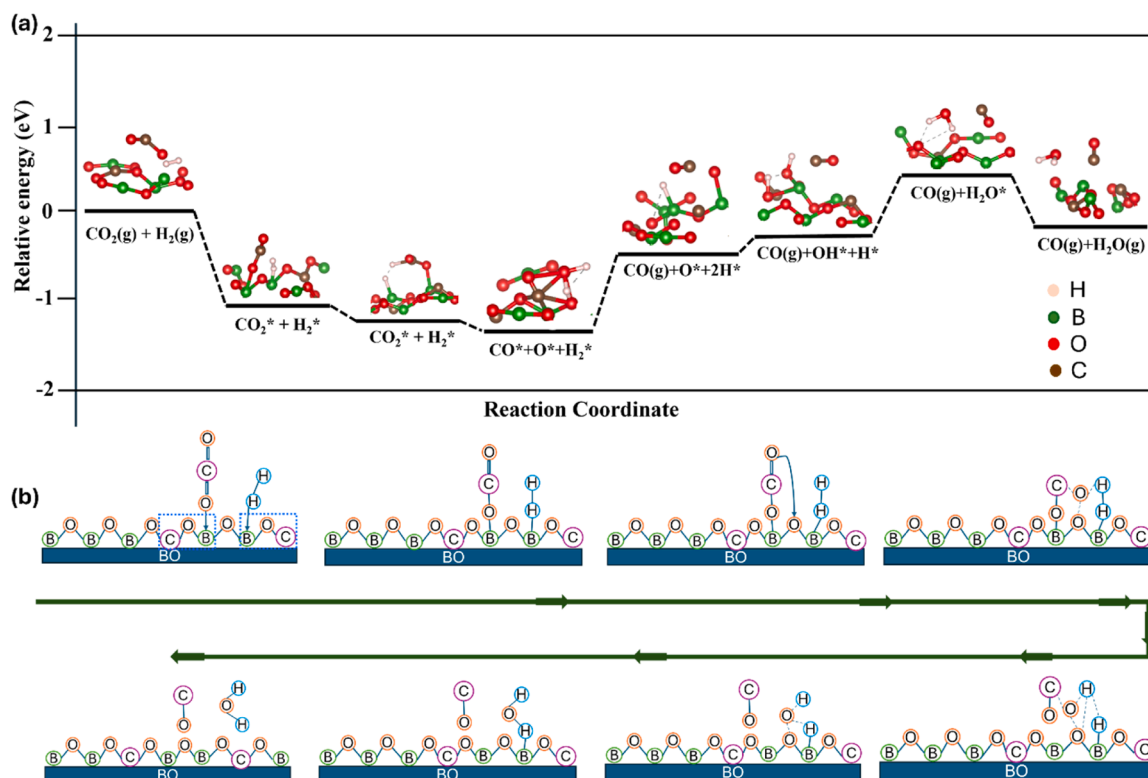 (a)
2
1
0
-1
-2
Relative energy (eV)
CO₂(g) + H₂(g)
CO₂* + H₂*
CO₂* + H₂*
CO*+O*+H₂*
CO(g)+O*+2H*
CO(g)+OH*+H*
CO(g)+H₂O*
CO(g)+H₂O(g)
H
B
O
C
Reaction Coordinate
(b)
O
C
O
H
H
O O O C O B O B O C
B B B
BO
O
C
O
H
H
O O O O O O O
B B B C B B C
BO
O
C
O
H
H
O O O O O O O
B B B C B B C
BO
C
O
O
H
H
O O O O O O
B B B C B B C
BO
C
O
H
O
H
O O O O O O O
B B C B B C B
BO
C
O
H
O
H
O O O O O O
B B B C B B C
BO
C
O
H
O
H
O O O O O O
B B B C B B C
BO
C
O
O
H
H
O O O O O O
B B B C B B C
BO